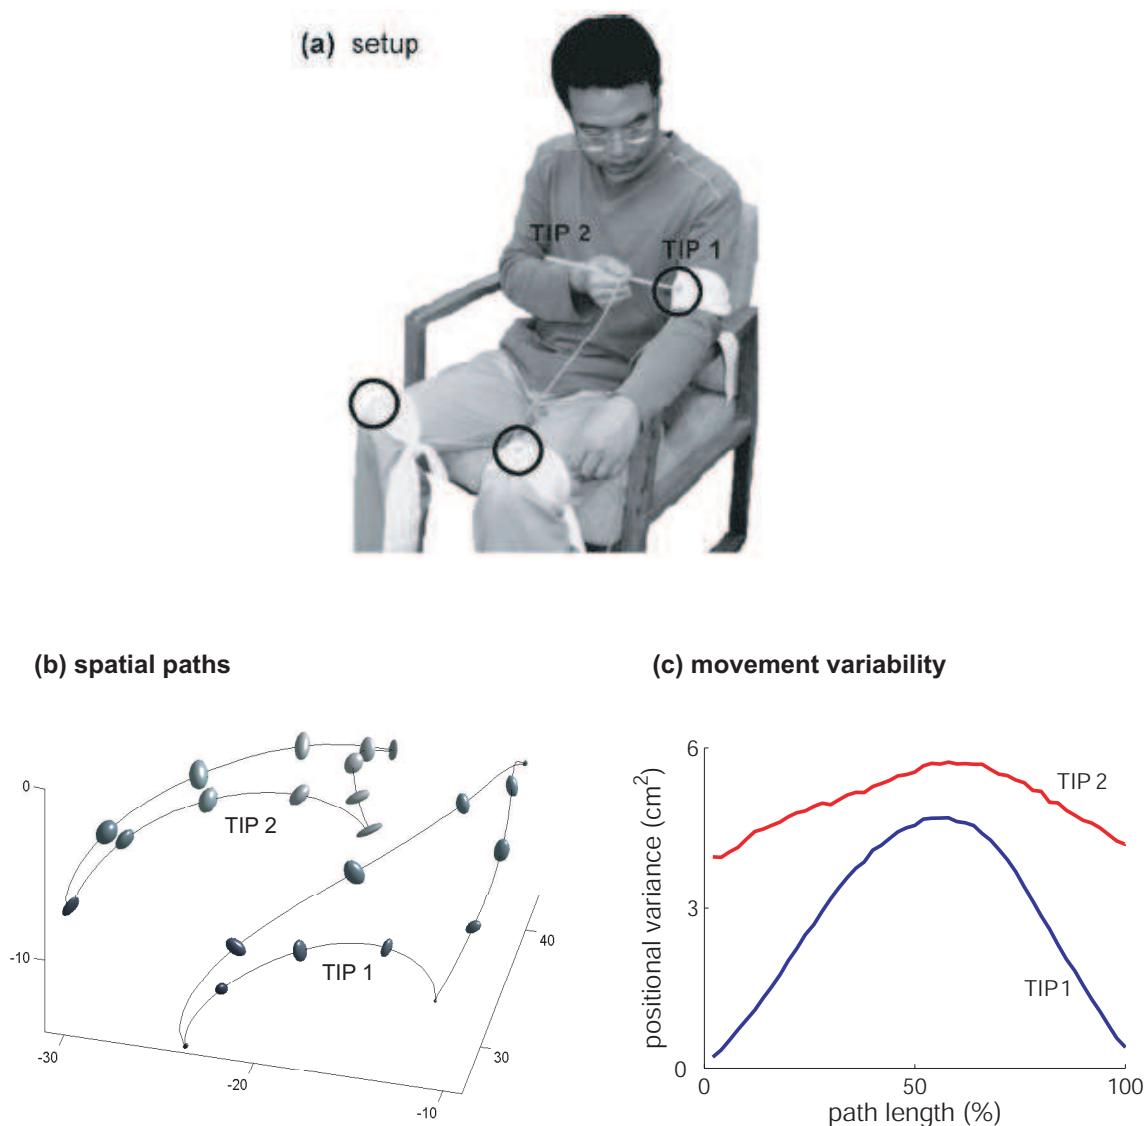 (a) setup
TIP 2
TIP 1
(b) spatial paths
(c) movement variability
0
-10
-30
-20
-10
30
40
TIP 2
TIP 1
6
3
0
0
50
100
positional variance (cm²)
path length (%)
TIP 2
TIP 1